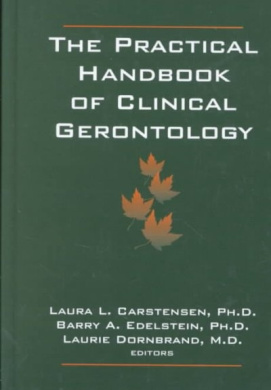 THE PRACTICAL
HANDBOOK
OF CLINICAL
GERONTOLOGY
LAURA L. CARSTENSEN, PH.D.
BARRY A. EDELSTEIN, PH.D.
LAURIE DORNBRAND, M.D.
EDITORS